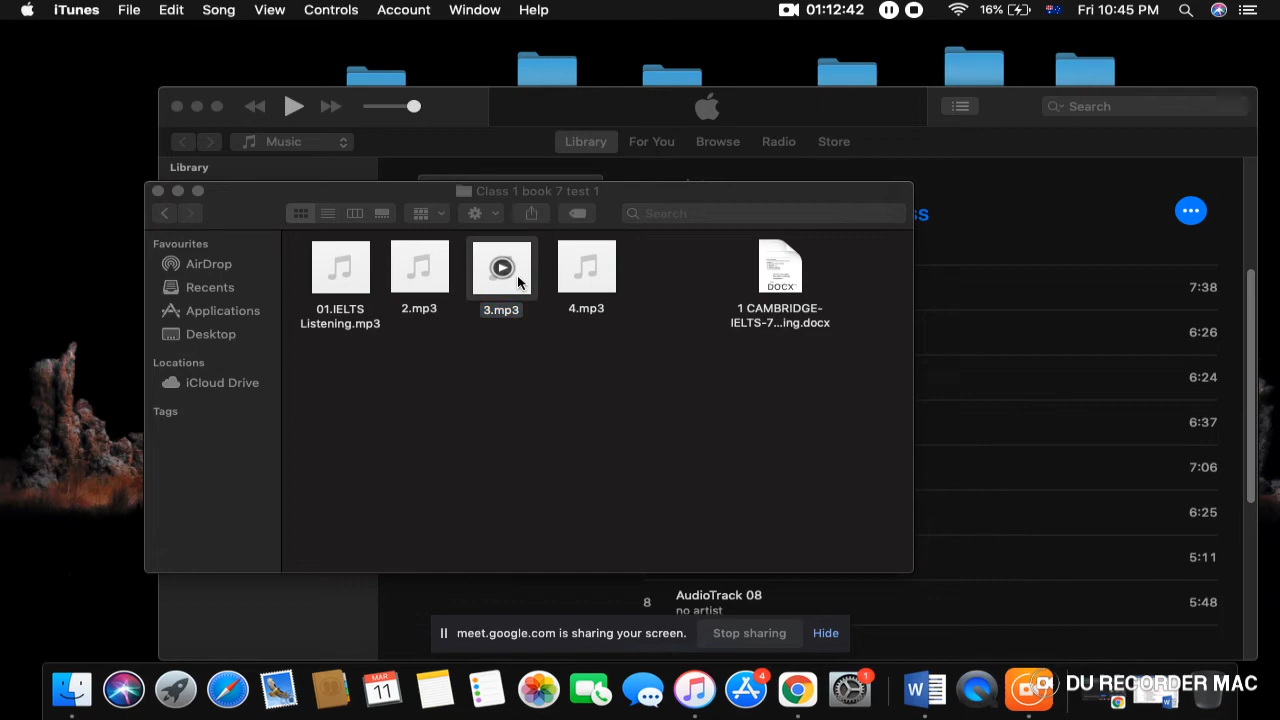 iTunes File Edit Song View Controls Account Window Help 01:12:42 16% Fri 10:45 PM
Search
Music Library For You Browse Radio Store
Library
Class 1 book 7 test 1
Search
Favourites
AirDrop
Recents
Applications
Desktop
Locations
iCloud Drive
Tags
01.IELTS
Listening.mp3
2.mp3
3.mp3
4.mp3
DOCX
1 CAMBRIDGE-
IELTS-7...ing.docx
ss
7:38
6:26
6:24
6:37
7:06
6:25
5:11
8 AudioTrack 08 5:48
no artist
meet.google.com is sharing your screen. Stop sharing Hide
MAR
11
4
1
DU RECORDER MAC